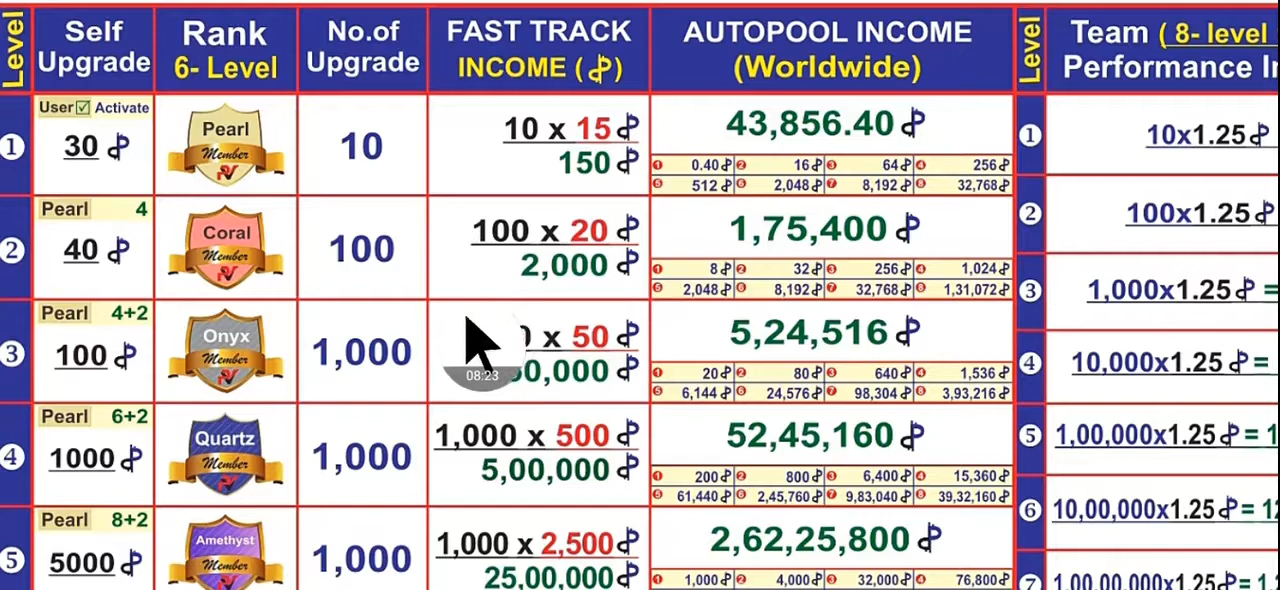 Level
Self Upgrade
Rank
6- Level
No.of Upgrade
FAST TRACK
INCOME ( )
AUTOPOOL INCOME
(Worldwide)
Level
Team ( 8- level
Performance In
1
User Activate
30
Pearl
Member
10
10 x 15
150
43,856.40
1 0.40 2 16 3 64 4 256
5 512 6 2,048 7 8,192 8 32,768
1
10x1.25
2
Pearl 4
40
Coral
Member
100
100 x 20
2,000
1,75,400
1 8 2 32 3 256 4 1,024
5 2,048 6 8,192 7 32,768 8 1,31,072
2
100x1.25
3
Pearl 4+2
100
Onyx
Member
1,000
x 50
0,000
08:23
5,24,516
1 20 2 80 3 640 4 1,536
5 6,144 6 24,576 7 98,304 8 3,93,216
3
1,000x1.25 =
4
10,000x1.25 =
4
Pearl 6+2
1000
Quartz
Member
1,000
1,000 x 500
5,00,000
52,45,160
1 200 2 800 3 6,400 4 15,360
5 61,440 6 2,45,760 7 9,83,040 8 39,32,160
5
1,00,000x1.25 = 1
6
10,00,000x1.25 = 12
5
Pearl 8+2
5000
Amethyst
Member
1,000
1,000 x 2,500
25,00,000
2,62,25,800
1 1,000 2 4,000 3 32,000 4 76,800
7
1,00,00,000x1.25 = 1.